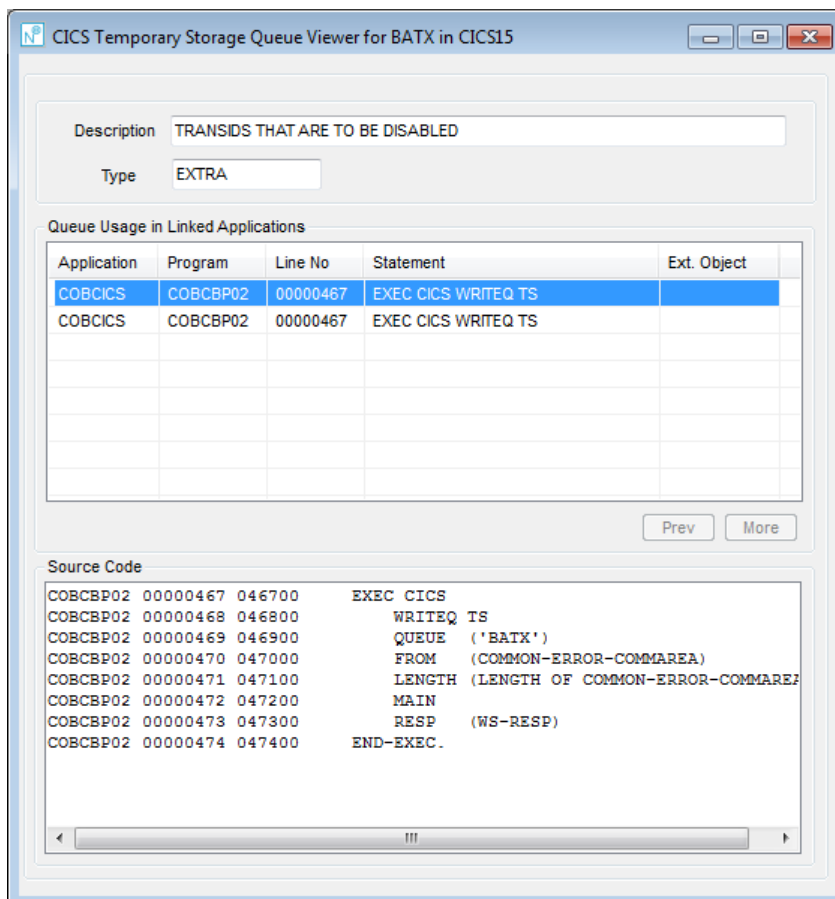 CICS Temporary Storage Queue Viewer for BATX in CICS15
Description TRANSIDS THAT ARE TO BE DISABLED
Type EXTRA
Queue Usage in Linked Applications
Application Program Line No Statement Ext. Object
COBCICS COBCBP02 00000467 EXEC CICS WRITEQ TS
COBCICS COBCBP02 00000467 EXEC CICS WRITEQ TS
Prev More
Source Code
COBCBP02 00000467 046700 EXEC CICS
COBCBP02 00000468 046800 WRITEQ TS
COBCBP02 00000469 046900 QUEUE ('BATX')
COBCBP02 00000470 047000 FROM (COMMON-ERROR-COMMAREA)
COBCBP02 00000471 047100 LENGTH (LENGTH OF COMMON-ERROR-COMMAREA
COBCBP02 00000472 047200 MAIN
COBCBP02 00000473 047300 RESP (WS-RESP)
COBCBP02 00000474 047400 END-EXEC.